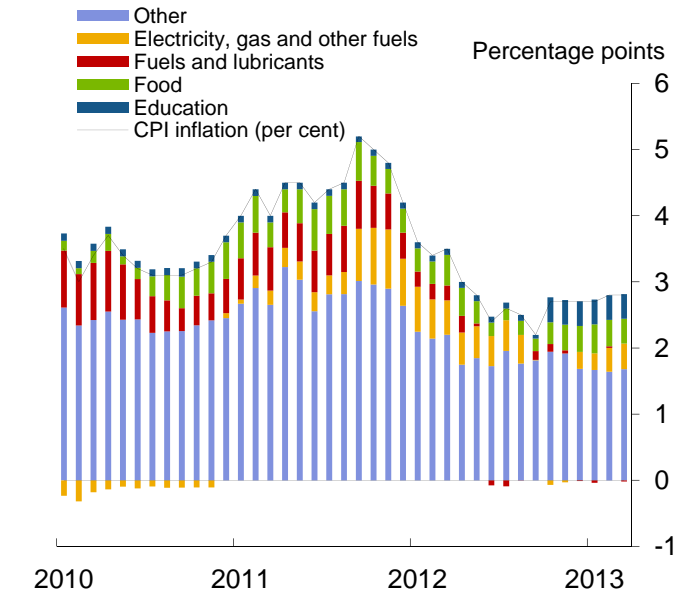 Other
Electricity, gas and other fuels
Fuels and lubricants
Food
Education
CPI inflation (per cent)
Percentage points
6
5
4
3
2
1
0
-1
2010 2011 2012 2013